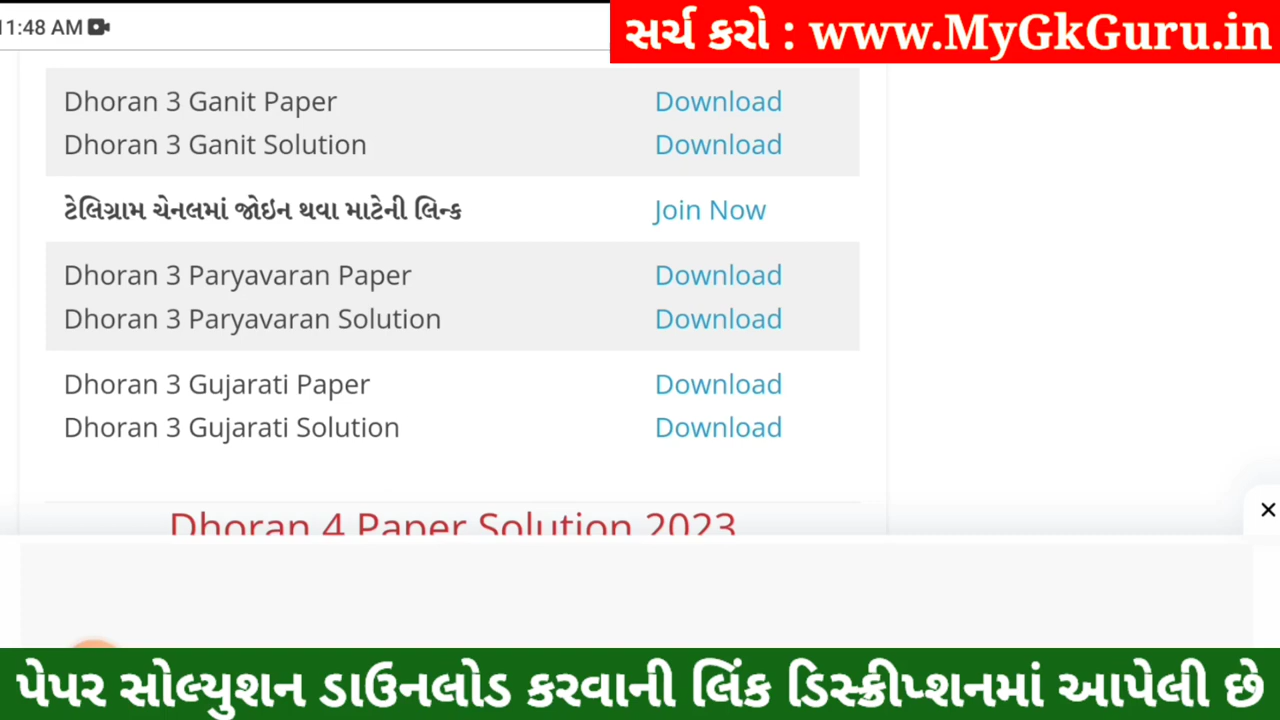 11:48 AM
સર્ચ કરો : www.MyGkGuru.in
Dhoran 3 Ganit Paper Download
Dhoran 3 Ganit Solution Download
ટેલિગ્રામ ચેનલમાં જોઇન થવા માટેની લિન્ક Join Now
Dhoran 3 Paryavaran Paper Download
Dhoran 3 Paryavaran Solution Download
Dhoran 3 Gujarati Paper Download
Dhoran 3 Gujarati Solution Download
Dhoran 4 Paper Solution 2023
પેપર સોલ્યુશન ડાઉનલોડ કરવાની લિંક ડિસ્ક્રીપ્શનમાં આપેલી છે